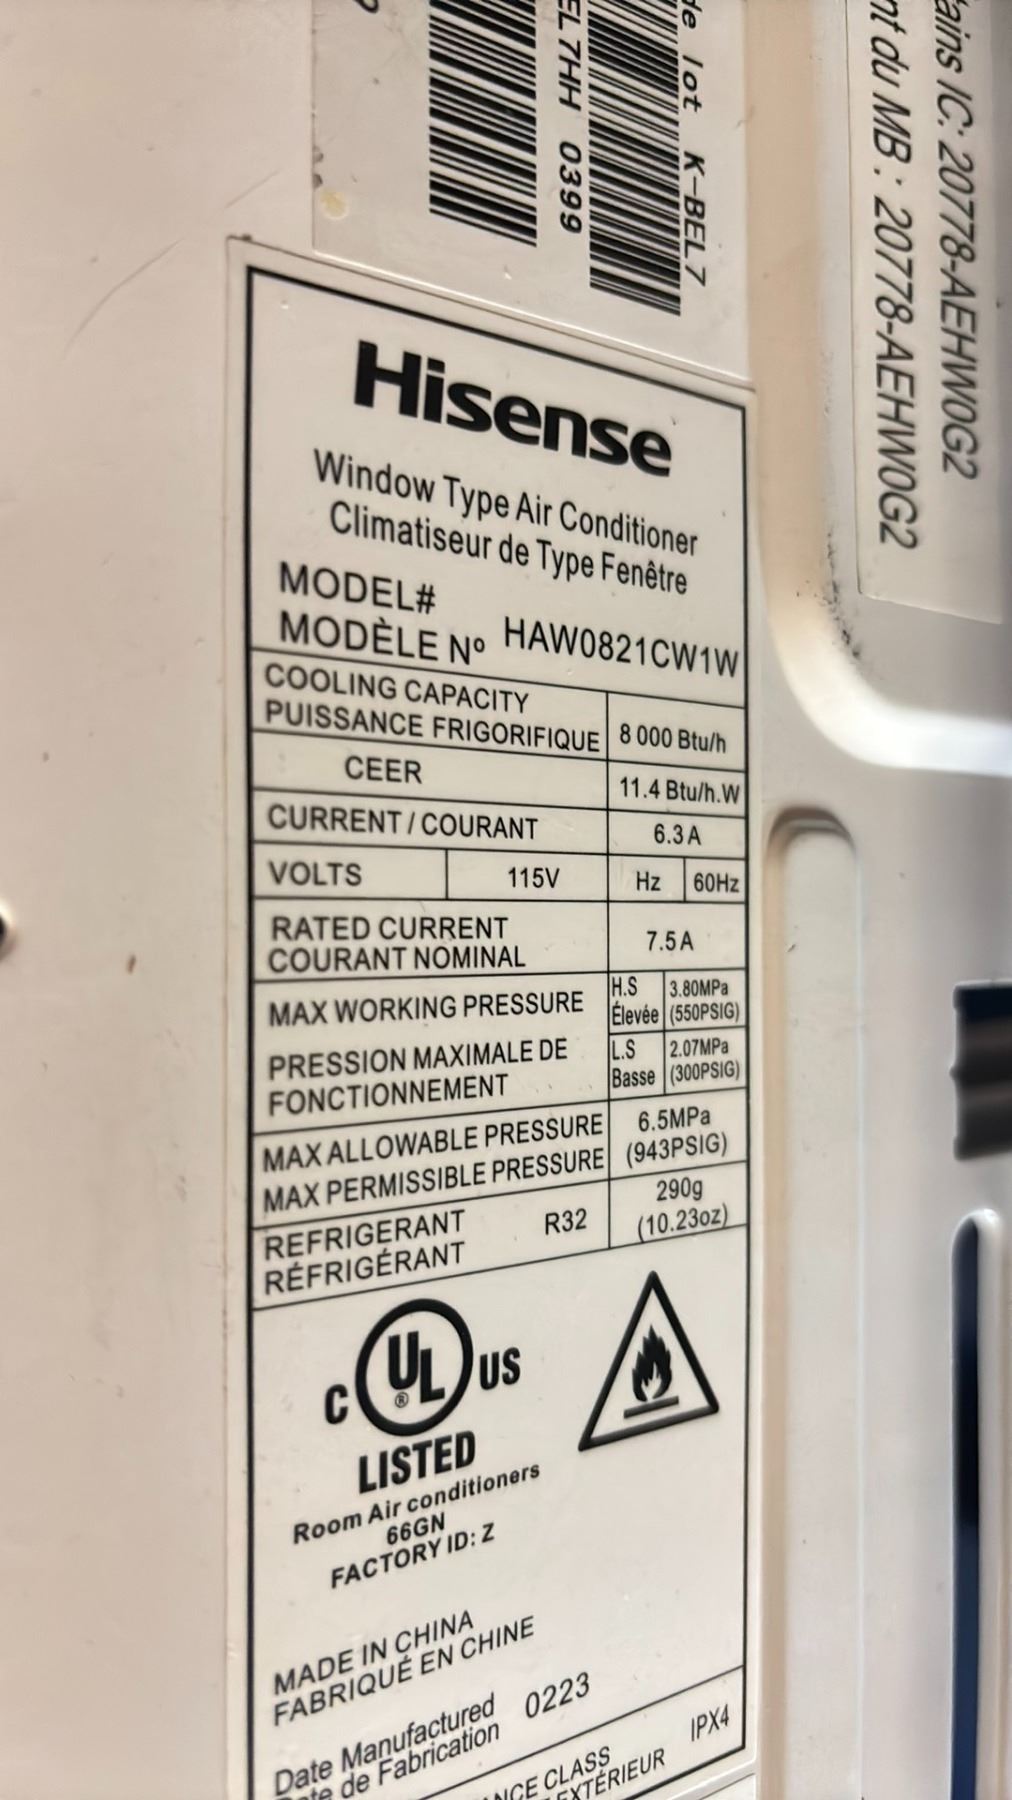 de lot K-BEL7
EL7HH 0399
ains IC: 20778-AEHW0G2
nt du MB : 20778-AEHW0G2
Hisense
Window Type Air Conditioner
Climatiseur de Type Fenêtre
MODEL#
MODÈLE Nº HAW0821CW1W
COOLING CAPACITY
PUISSANCE FRIGORIFIQUE 8 000 Btu/h
CEER 11.4 Btu/h.W
CURRENT / COURANT 6.3 A
VOLTS 115V Hz 60Hz
RATED CURRENT
COURANT NOMINAL 7.5 A
MAX WORKING PRESSURE
PRESSION MAXIMALE DE
FONCTIONNEMENT
H.S 3.80MPa
Élevée (550PSIG)
L.S 2.07MPa
Basse (300PSIG)
MAX ALLOWABLE PRESSURE 6.5MPa
MAX PERMISSIBLE PRESSURE (943PSIG)
REFRIGERANT R32 290g
RÉFRIGÉRANT (10.23oz)
C UL ® US
LISTED
Room Air conditioners
66GN
FACTORY ID: Z
MADE IN CHINA
FABRIQUÉ EN CHINE
Date Manufactured 0223
de Fabrication
NCE CLASS IPX4
EXTÉRIEUR